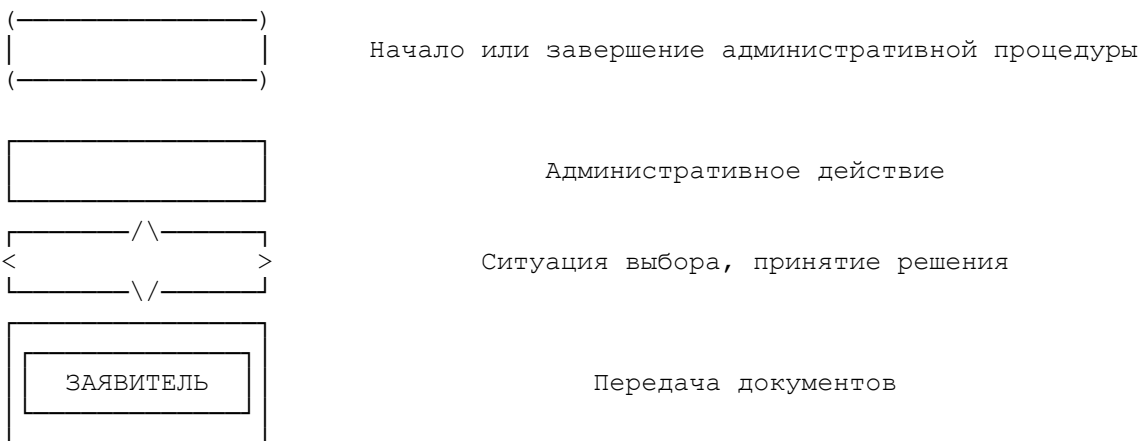 Начало или завершение административной процедуры
Административное действие
Ситуация выбора, принятие решения
ЗАЯВИТЕЛЬ Передача документов